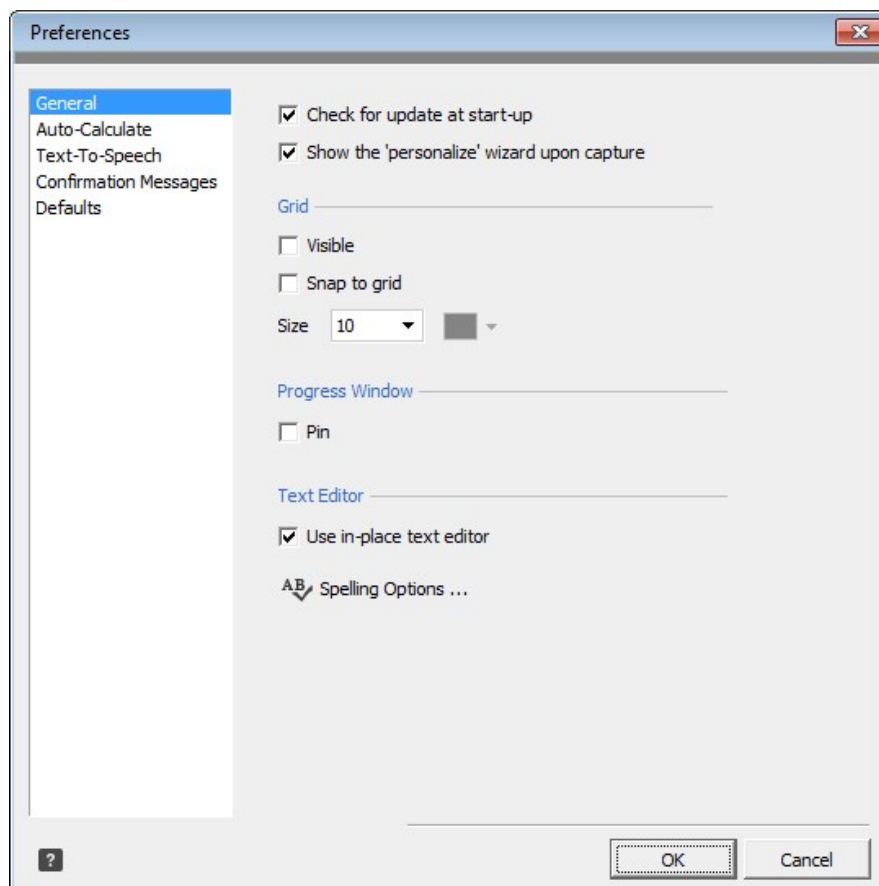 Preferences
General
Auto-Calculate
Text-To-Speech
Confirmation Messages
Defaults
Check for update at start-up
Show the 'personalize' wizard upon capture
Grid
Visible
Snap to grid
Size 10
Progress Window
Pin
Text Editor
Use in-place text editor
AB Spelling Options ...
?
OK Cancel